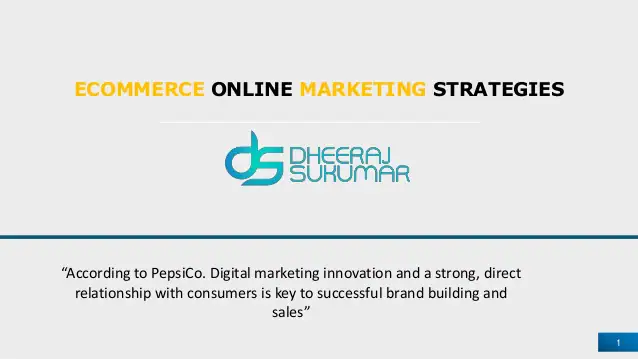 ECOMMERCE ONLINE MARKETING STRATEGIES
ds DHEERAJ
SUKUMAR
“According to PepsiCo. Digital marketing innovation and a strong, direct
relationship with consumers is key to successful brand building and
sales”
1